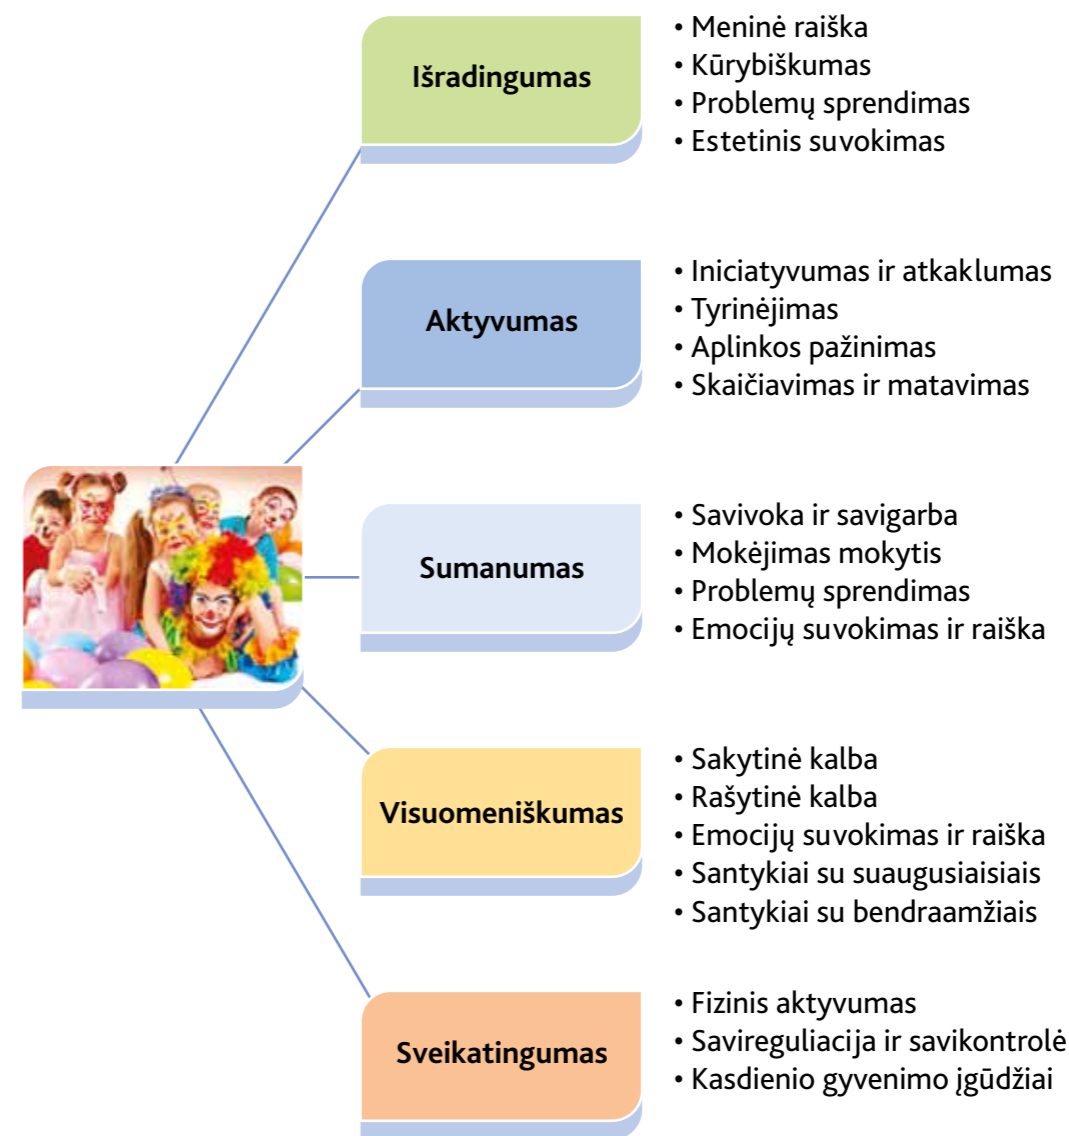 Išradingumas
• Meninė raiška
• Kūrybiškumas
• Problemų sprendimas
• Estetinis suvokimas
Aktyvumas
• Iniciatyvumas ir atkaklumas
• Tyrinėjimas
• Aplinkos pažinimas
• Skaičiavimas ir matavimas
Sumanumas
• Savivoka ir savigarba
• Mokėjimas mokytis
• Problemų sprendimas
• Emocijų suvokimas ir raiška
Visuomeniškumas
• Sakytinė kalba
• Rašytinė kalba
• Emocijų suvokimas ir raiška
• Santykiai su suaugusiaisiais
• Santykiai su bendraamžiais
Sveikatingumas
• Fizinis aktyvumas
• Savireguliacija ir savikontrolė
• Kasdienio gyvenimo įgūdžiai